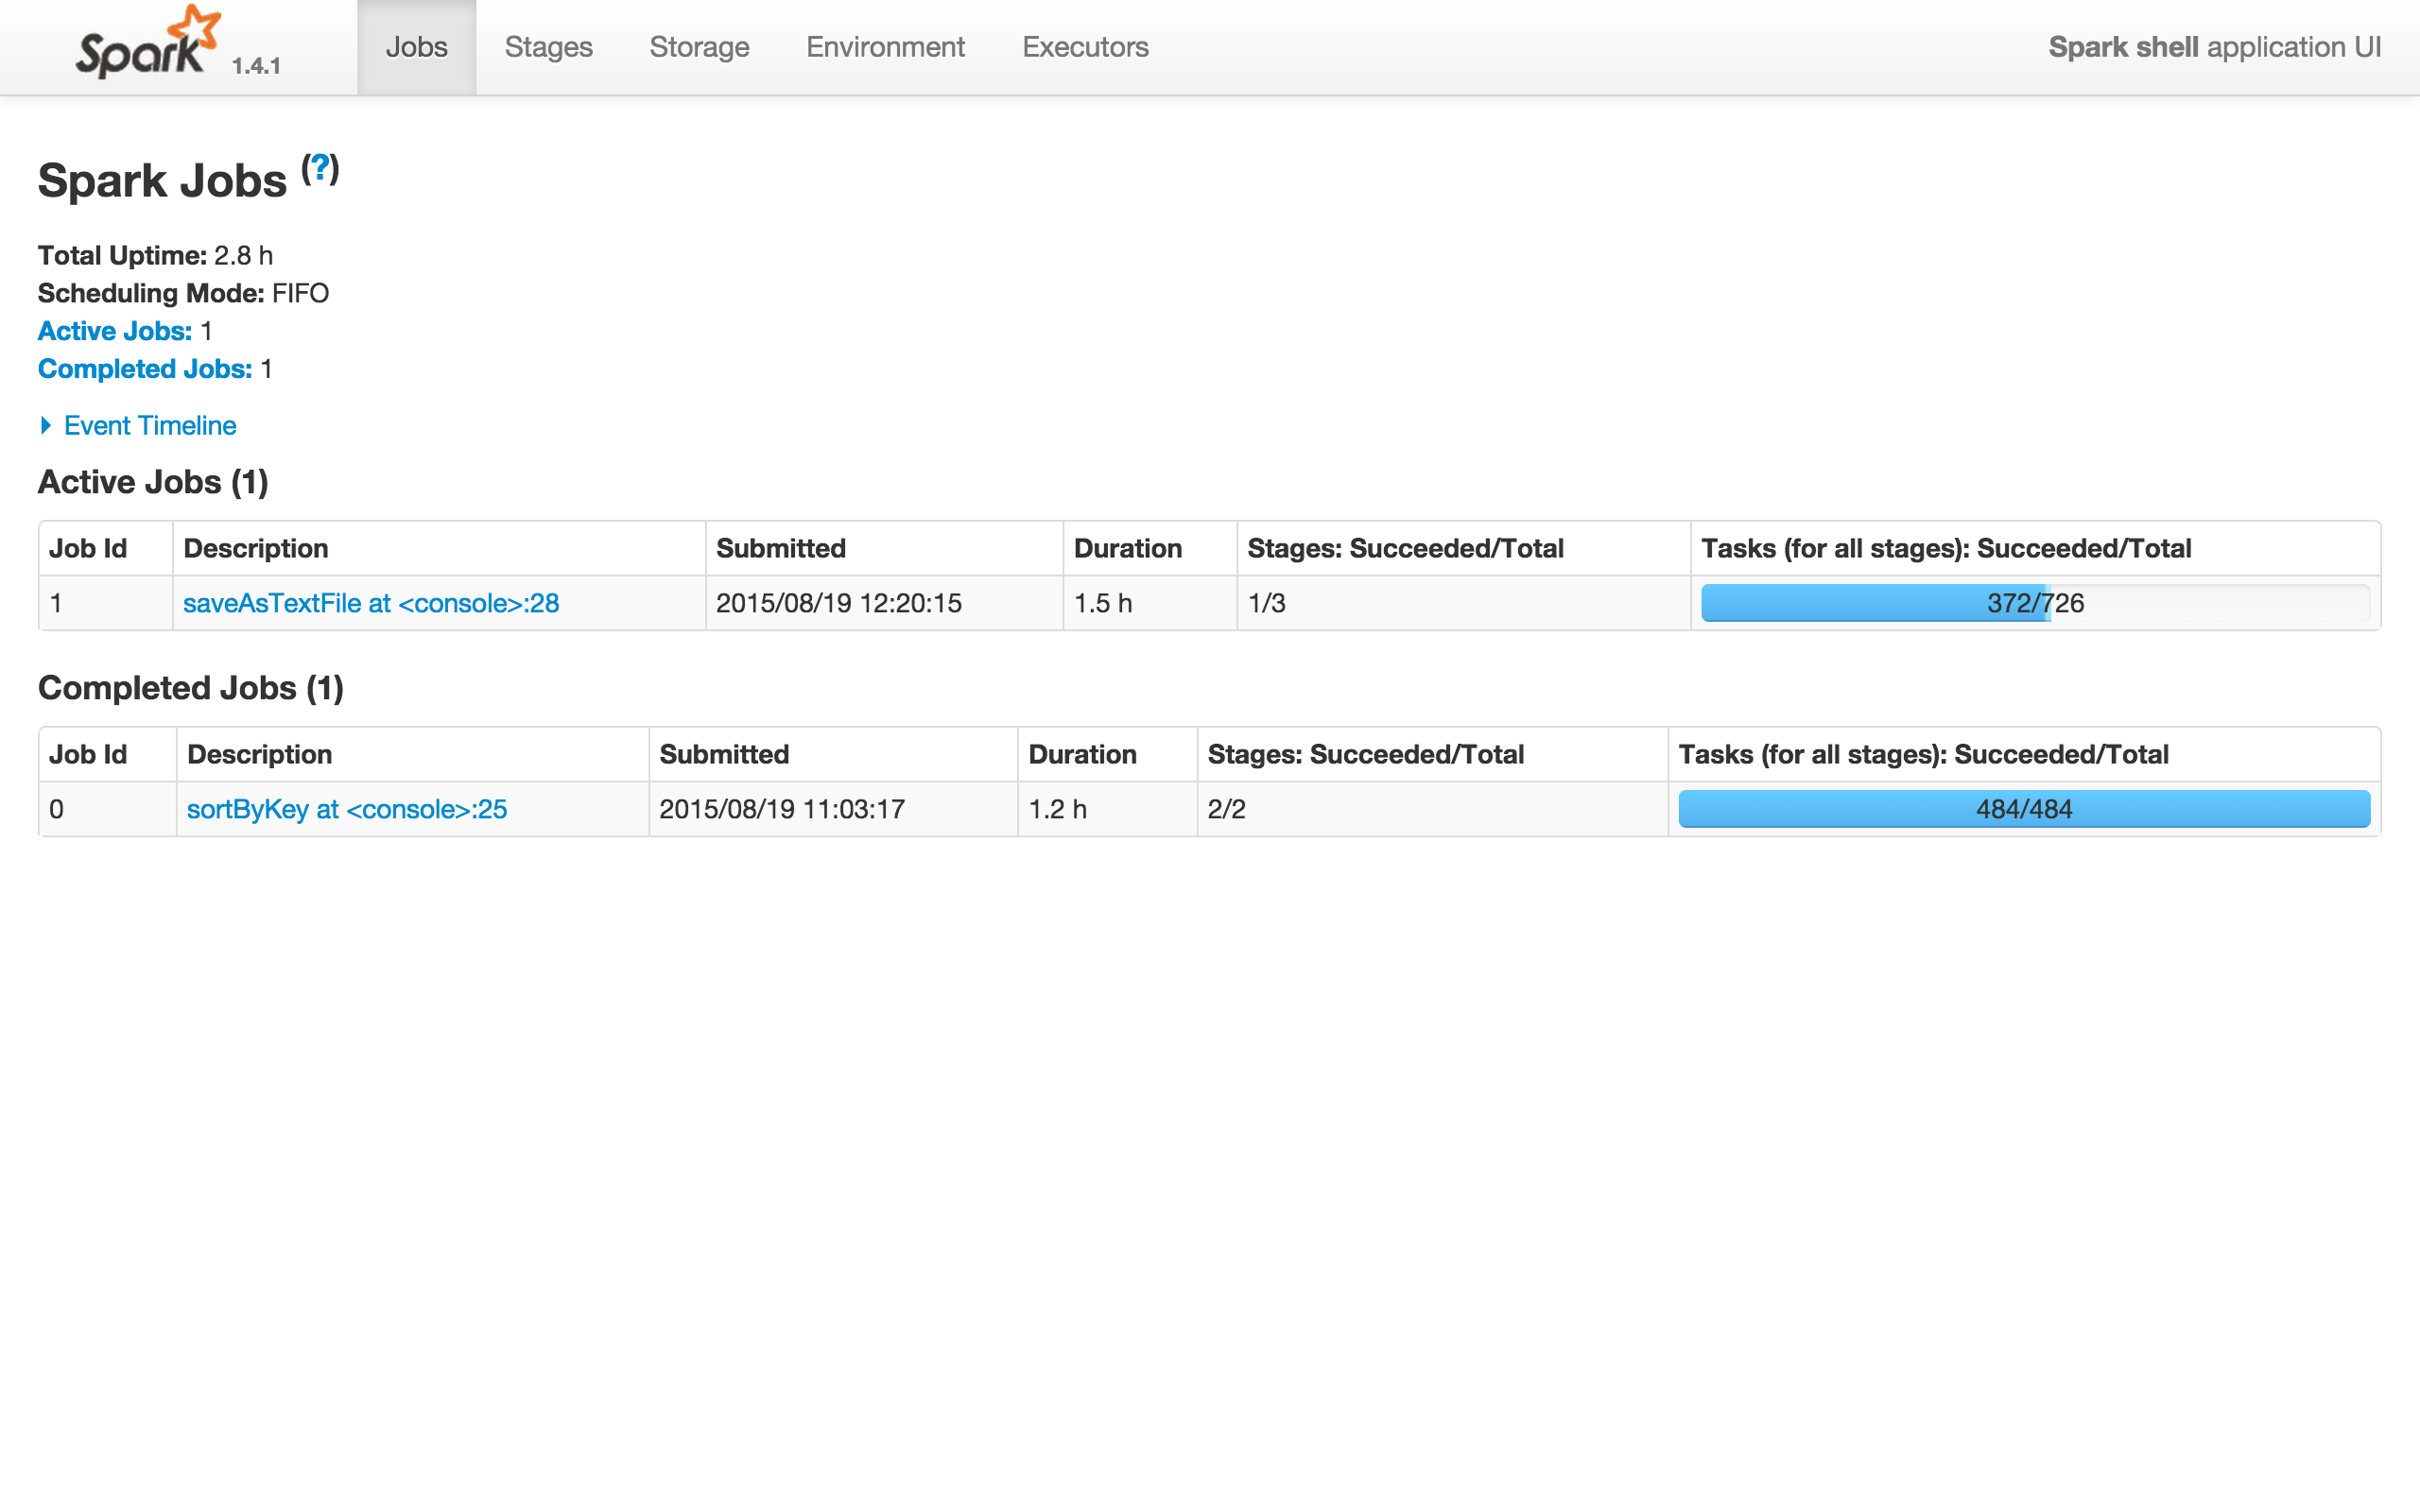 Spark 1.4.1 Jobs Stages Storage Environment Executors Spark shell application UI
Spark Jobs (?)
Total Uptime: 2.8 h
Scheduling Mode: FIFO
Active Jobs: 1
Completed Jobs: 1
Event Timeline
Active Jobs (1)
Job Id Description Submitted Duration Stages: Succeeded/Total Tasks (for all stages): Succeeded/Total
1 saveAsTextFile at <console>:28 2015/08/19 12:20:15 1.5 h 1/3 372/726
Completed Jobs (1)
Job Id Description Submitted Duration Stages: Succeeded/Total Tasks (for all stages): Succeeded/Total
0 sortByKey at <console>:25 2015/08/19 11:03:17 1.2 h 2/2 484/484